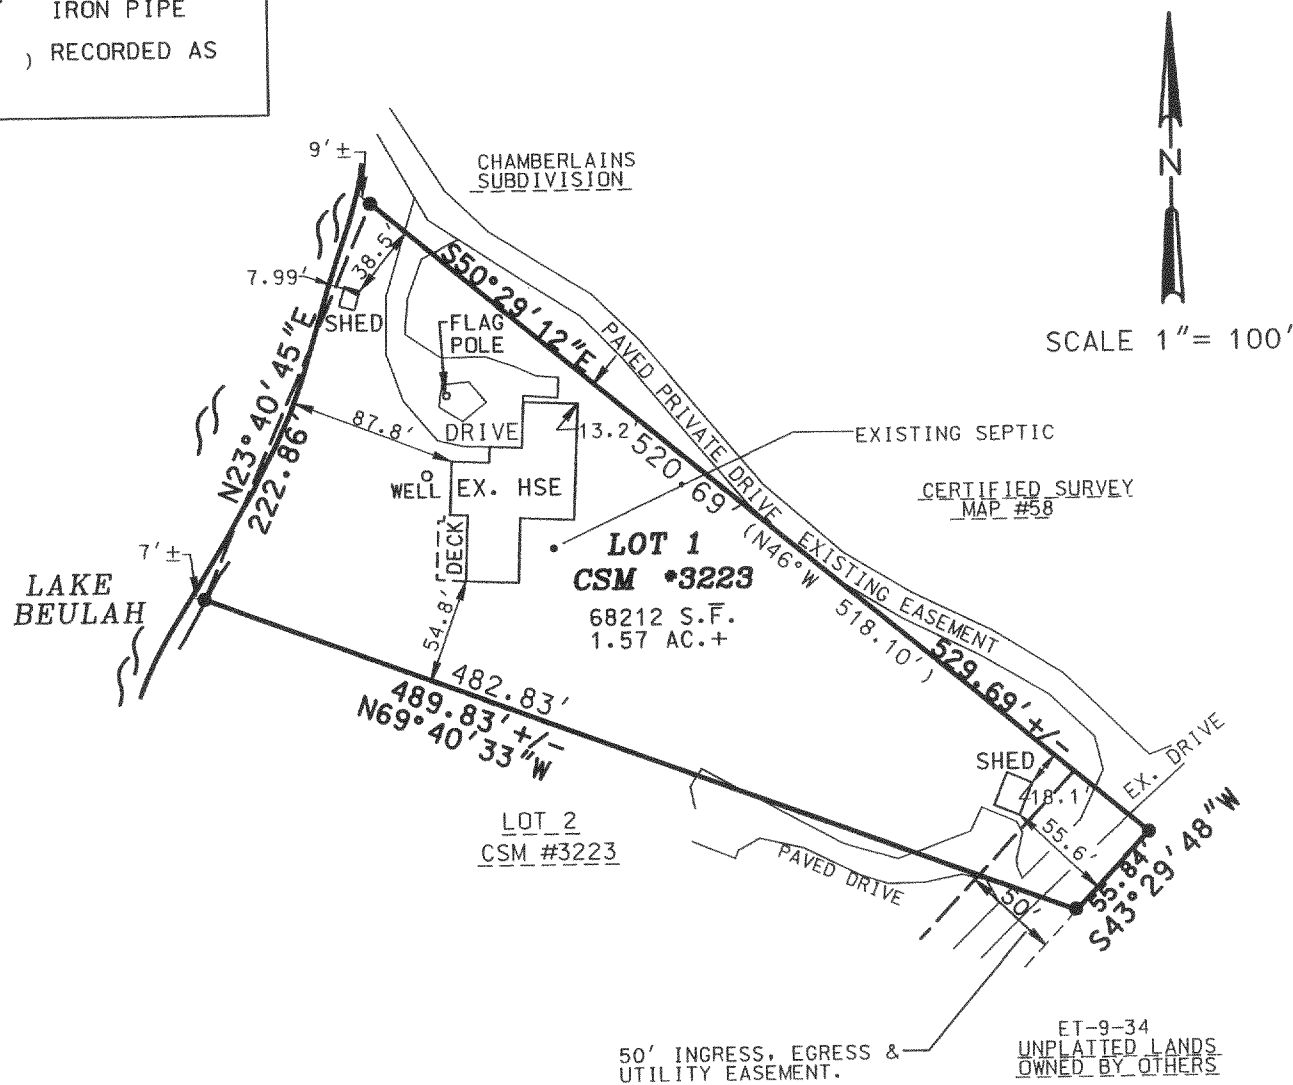 IRON PIPE
) RECORDED AS
N
SCALE 1"= 100'
CHAMBERLAINS
SUBDIVISION
9'±
38.5'
7.99'
SHED
S50°29'12"E
FLAG
POLE
PAVED PRIVATE DRIVE EXISTING EASEMENT
N23°40'45"E
222.86'
87.8'
DRIVE
13.2'
520.69'
(N46°W 518.10')
EXISTING SEPTIC
WELL
EX. HSE
CERTIFIED SURVEY
MAP #58
DECK
7'±
LAKE
BEULAH
LOT 1
CSM #3223
68212 S.F.
1.57 AC.±
54.8'
529.69'+/-
482.83'
489.83'+/-
N69°40'33"W
SHED
18.1'
EX. DRIVE
55.6'
55.84'
S43°29'48"W
LOT 2
CSM #3223
PAVED DRIVE
50'
50' INGRESS, EGRESS &
UTILITY EASEMENT.
ET-9-34
UNPLATTED LANDS
OWNED BY OTHERS